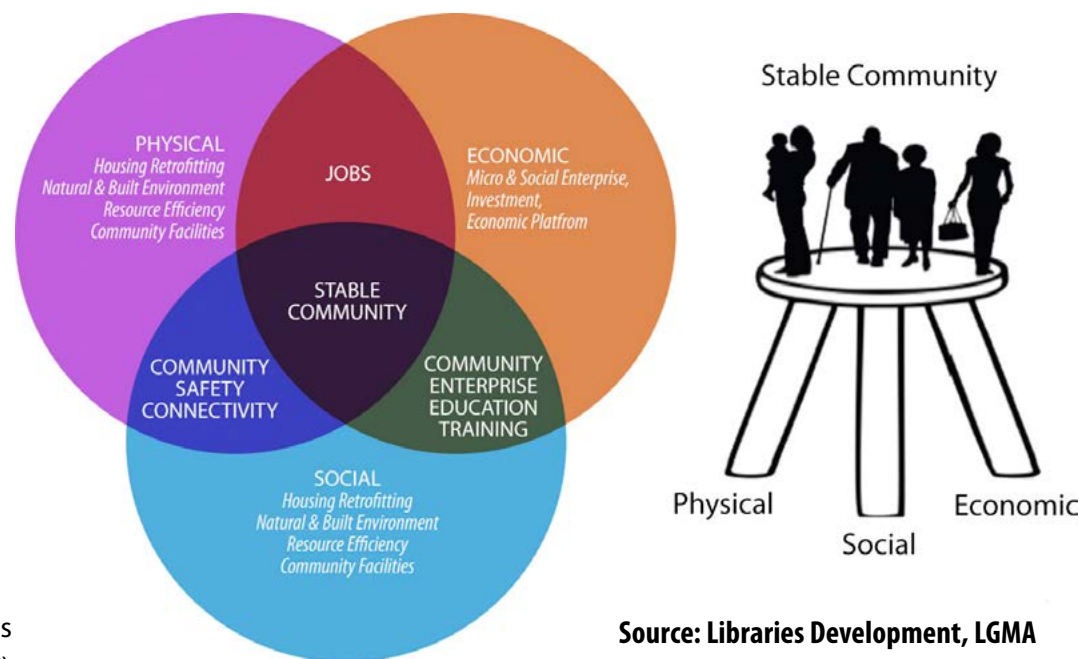 PHYSICAL
Housing Retrofitting
Natural & Built Environment
Resource Efficiency
Community Facilities
JOBS
ECONOMIC
Micro & Social Enterprise,
Investment,
Economic Platfrom
STABLE
COMMUNITY
COMMUNITY
SAFETY
CONNECTIVITY
COMMUNITY
ENTERPRISE
EDUCATION
TRAINING
SOCIAL
Housing Retrofitting
Natural & Built Environment
Resource Efficiency
Community Facilities
Stable Community
Physical
Social
Economic
Source: Libraries Development, LGMA
s